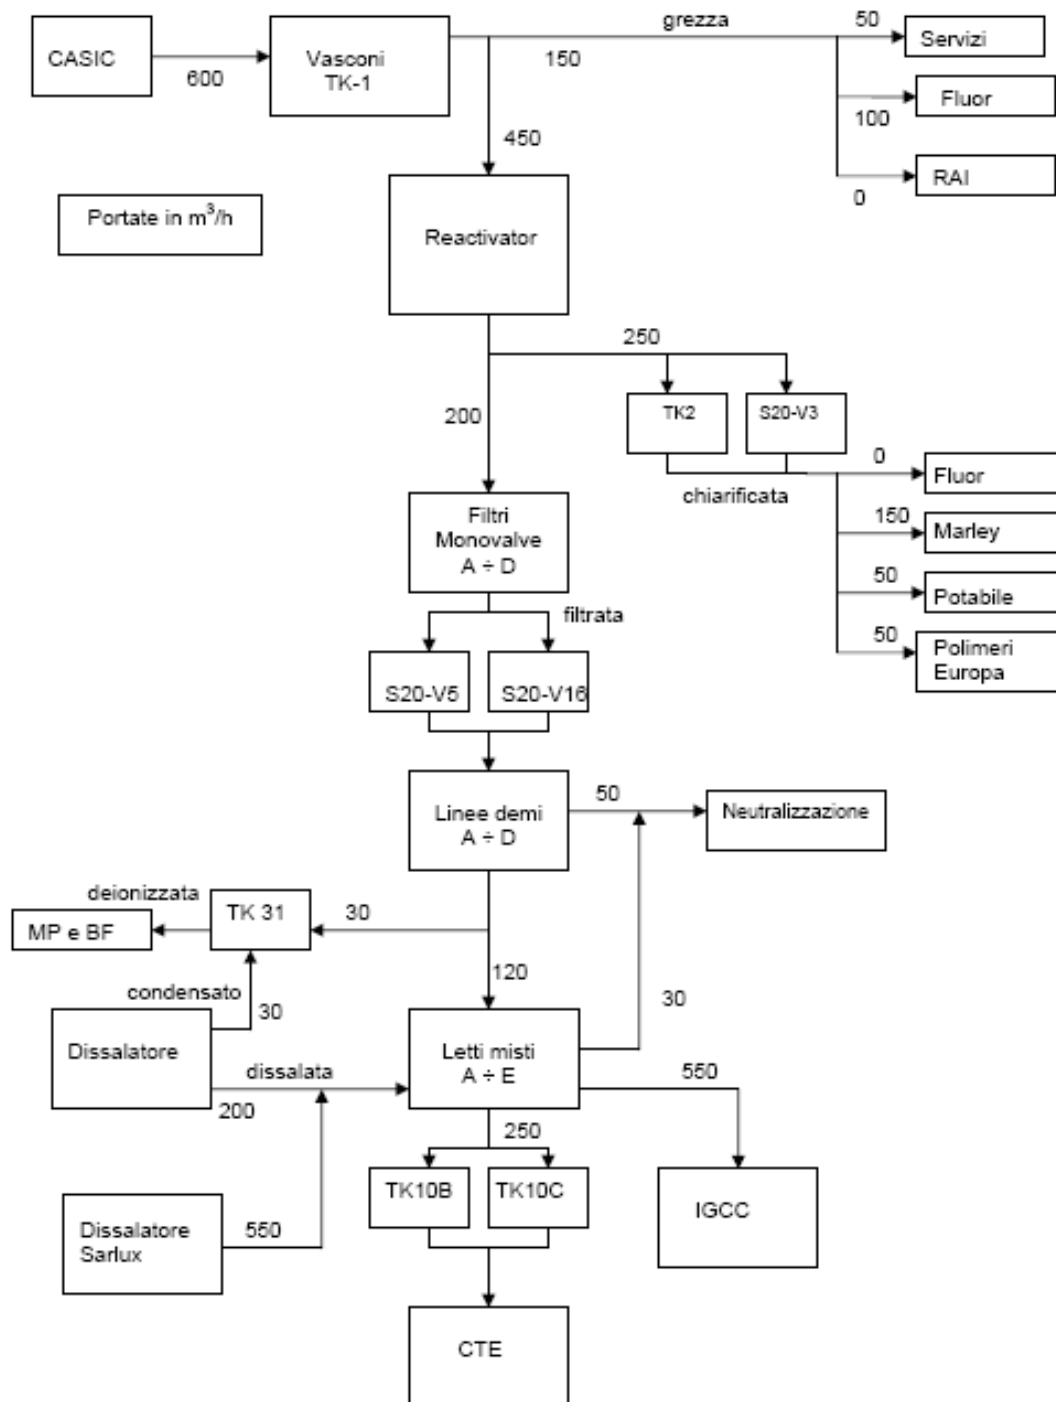 CASIC
600
Vasconi
TK-1
grezza
150
50
Servizi
100
Fluor
0
RAI
450
Portate in m³/h
Reactivator
250
200
TK2
S20-V3
chiarificata
0
Fluor
150
Marley
50
Potabile
50
Polimeri
Europa
Filtri
Monovalve
A ÷ D
filtrata
S20-V5
S20-V16
Linee demi
A ÷ D
50
Neutralizzazione
deionizzata
MP e BF
TK 31
30
120
condensato
30
30
Dissalatore
dissalata
200
Letti misti
A ÷ E
550
250
TK10B
TK10C
IGCC
Dissalatore
Sarlux
550
CTE